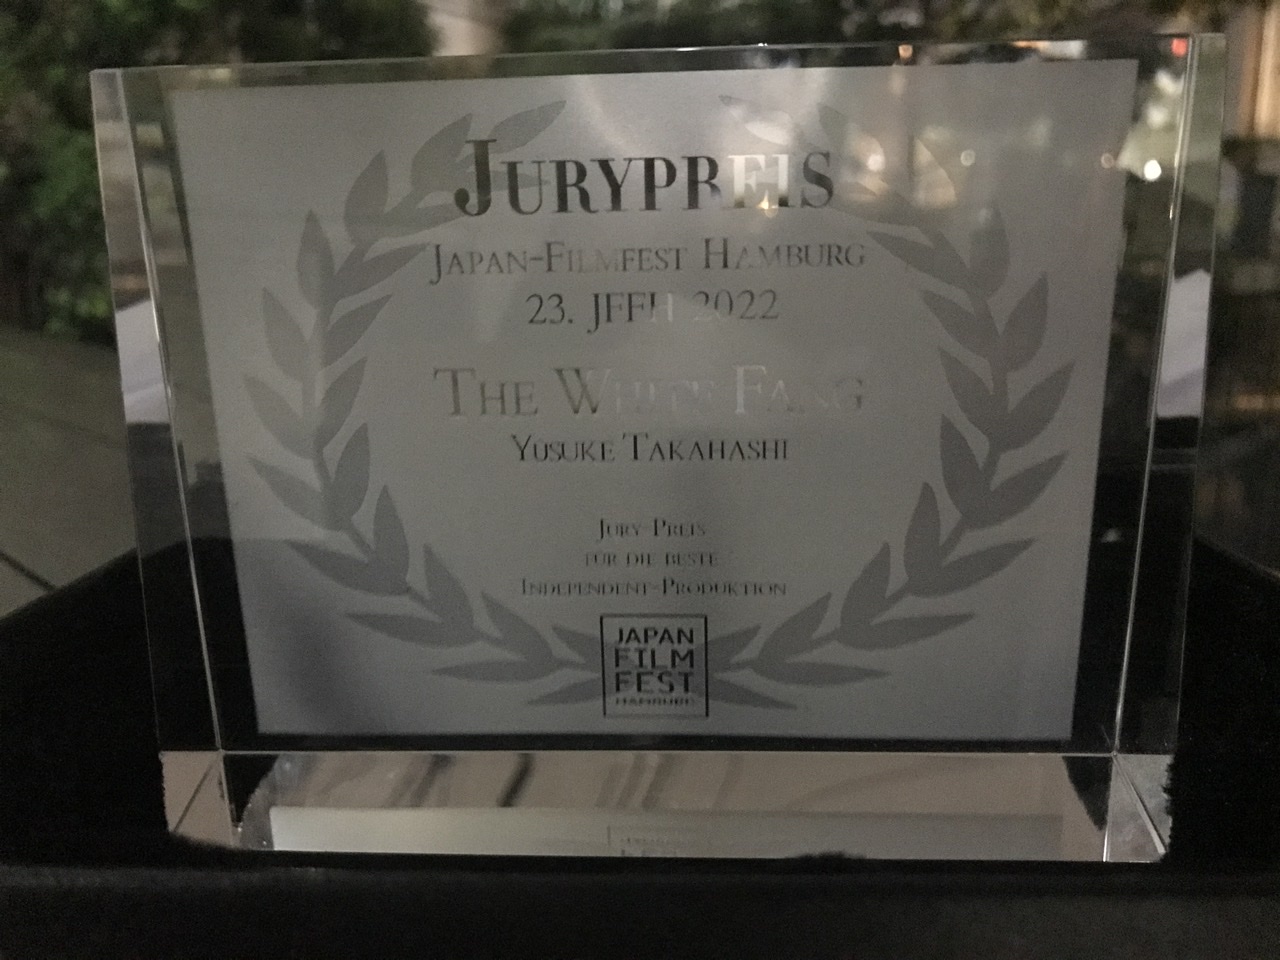 JURYPREIS
JAPAN-FILMFEST HAMBURG
23. JFFH 2022
THE WHITE FANG
YUSUKE TAKAHASHI
JURY-PREIS
FÜR DIE BESTE
INDEPENDENT-PRODUKTION
JAPAN
FILM
FEST
HAMBURG